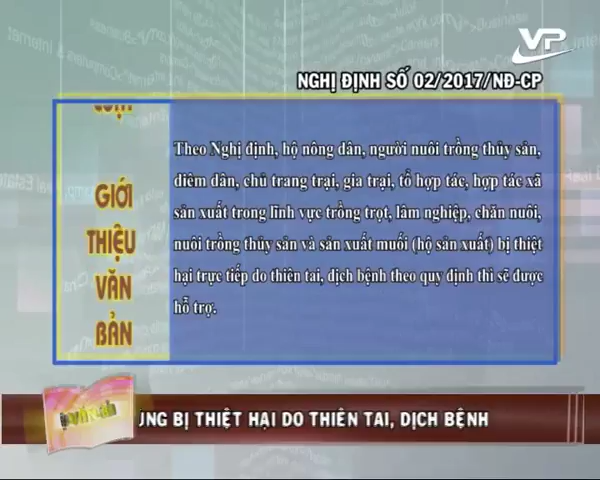 VP
NGHỊ ĐỊNH SỐ 02/2017/NĐ-CP
GIỚI
THIỆU
VĂN
BẢN
Theo Nghị định, hộ nông dân, người nuôi trồng thủy sản,
diêm dân, chủ trang trại, gia trại, tổ hợp tác, hợp tác xã
sản xuất trong lĩnh vực trồng trọt, lâm nghiệp, chăn nuôi,
nuôi trồng thủy sản và sản xuất muối (hộ sản xuất) bị thiệt
hại trực tiếp do thiên tai, dịch bệnh theo quy định thì sẽ được
hỗ trợ.
ỤNG BỊ THIỆT HẠI DO THIÊN TAI, DỊCH BỆNH